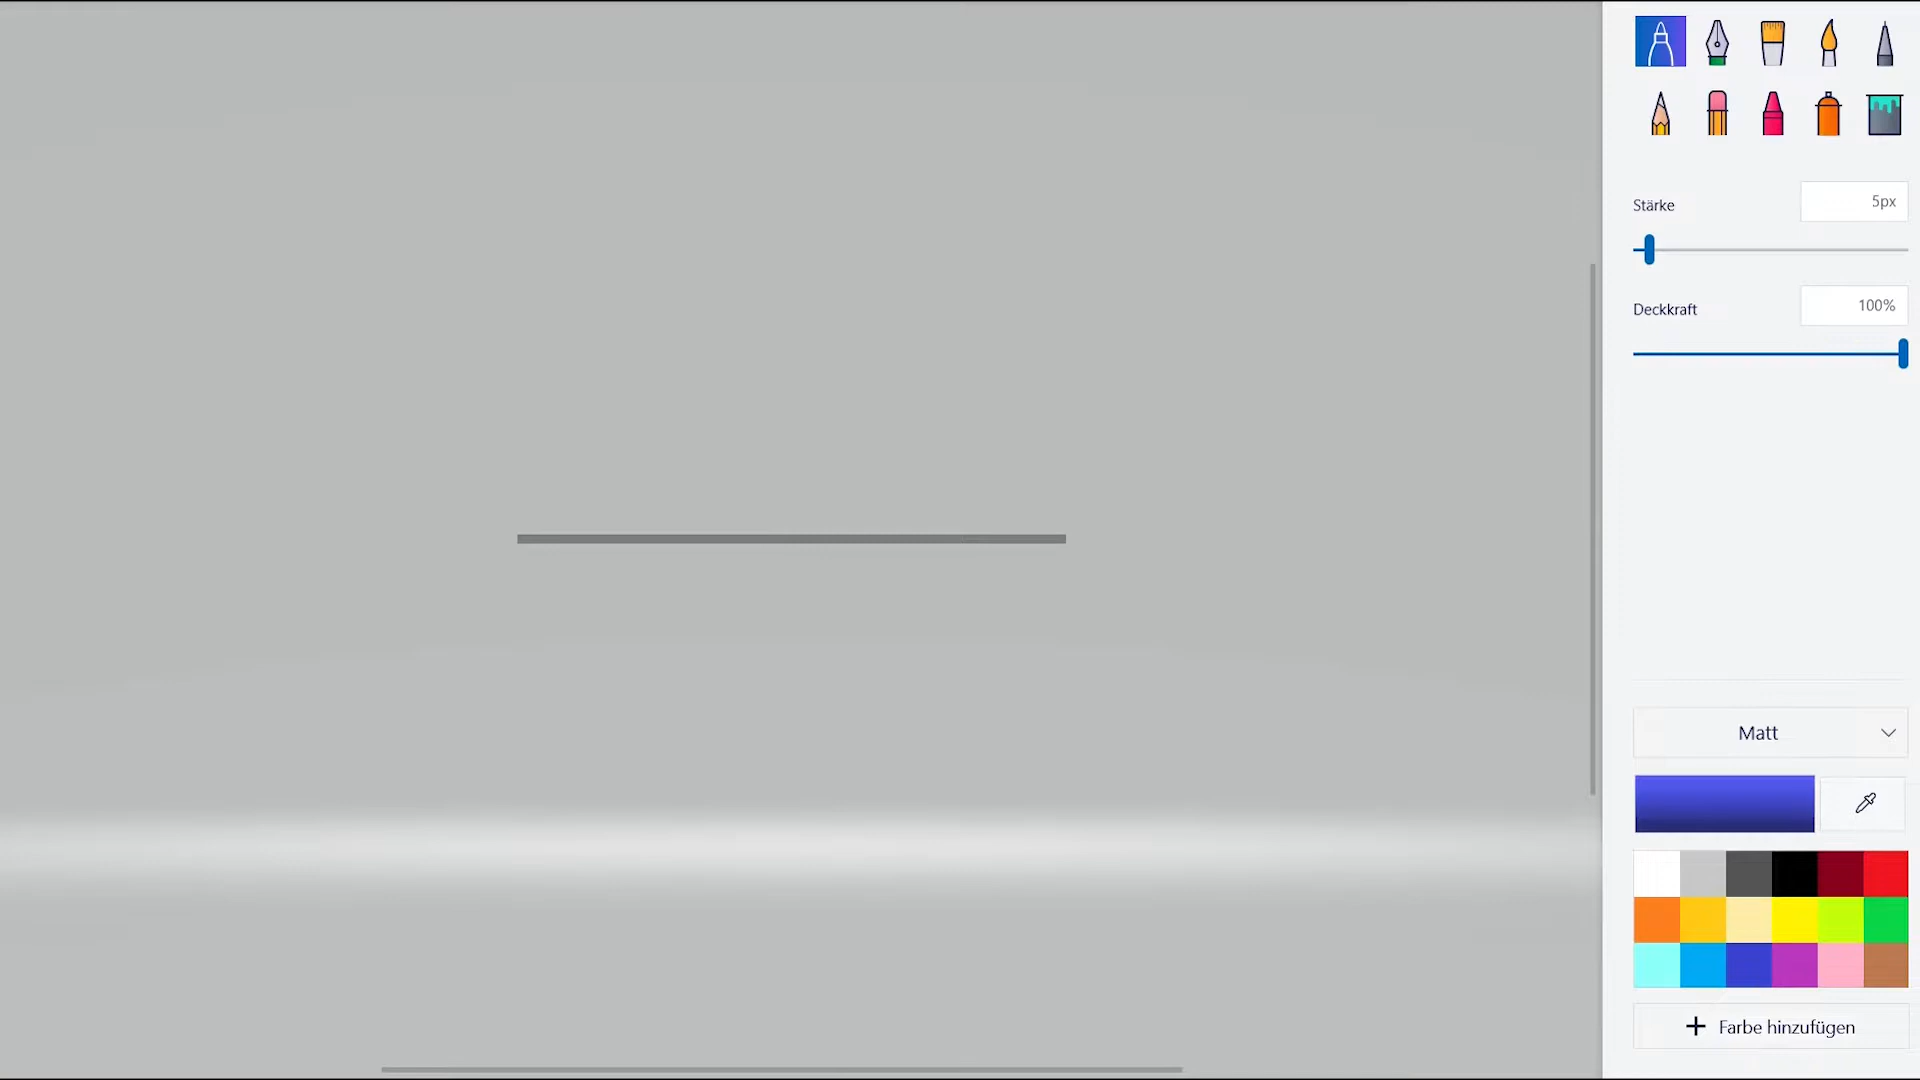 Stärke
5px
Deckkraft
100%
Matt
Farbe hinzufügen